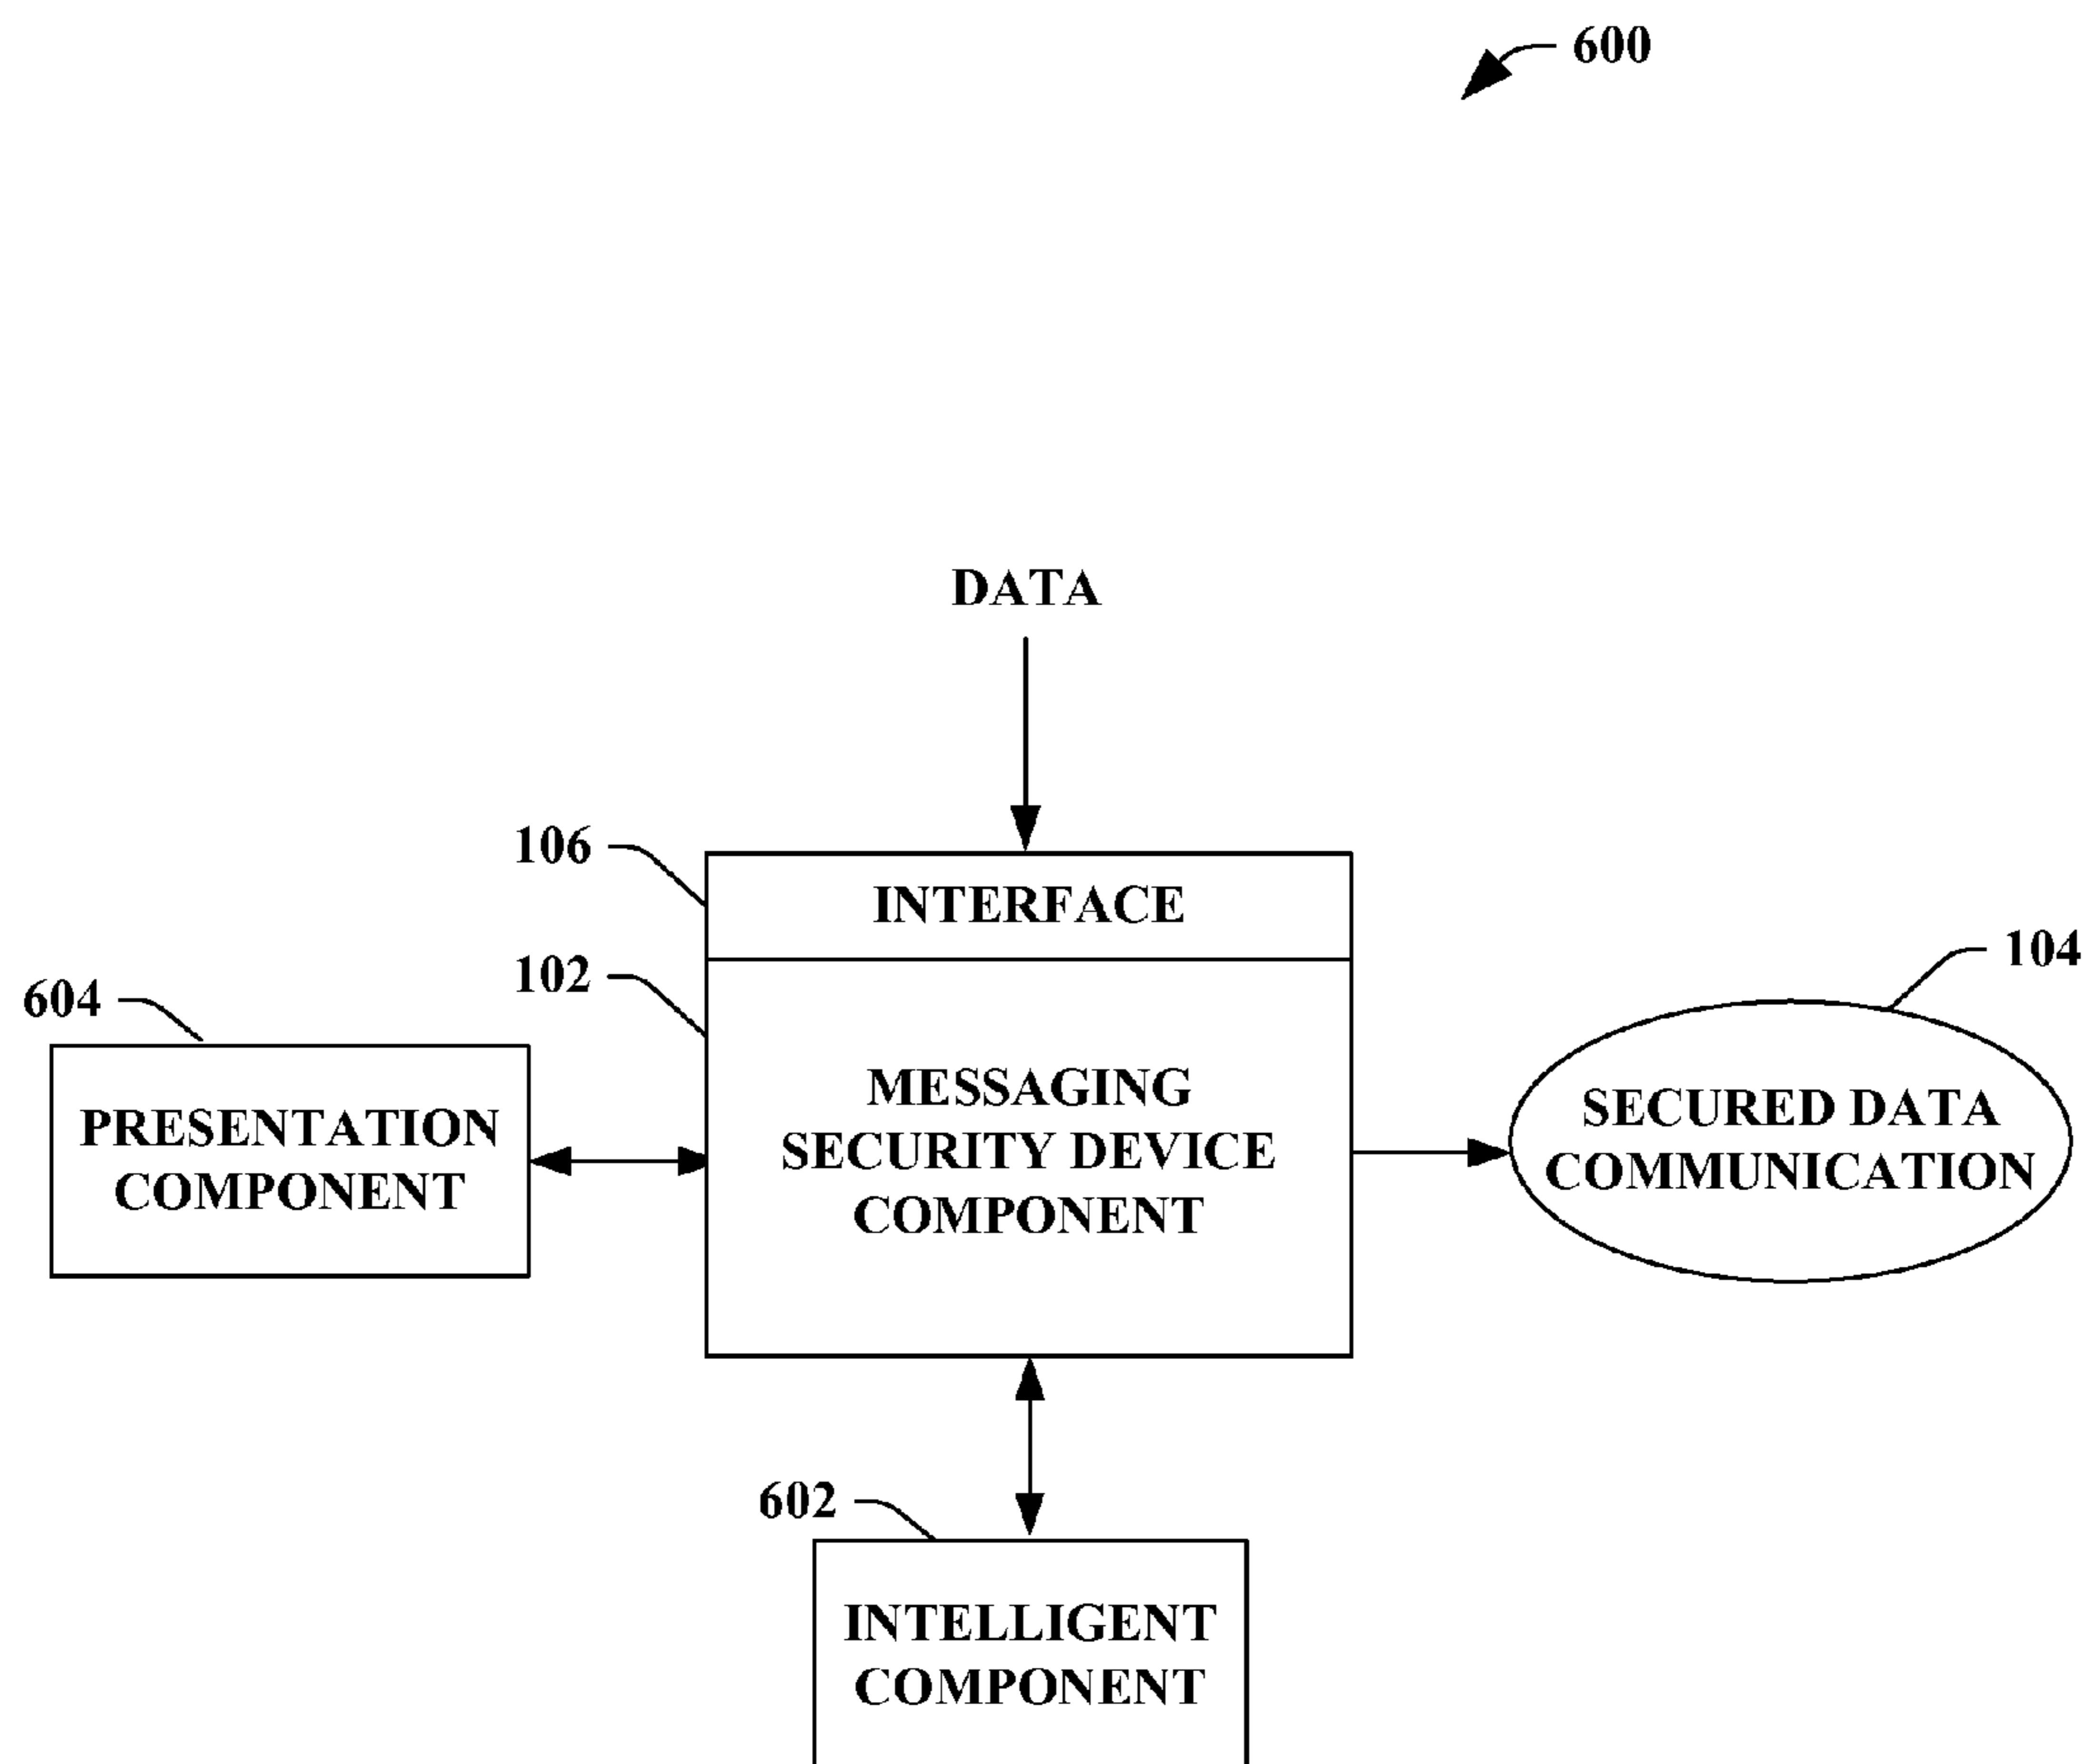 600
DATA
106
INTERFACE
102
104
604
MESSAGING
SECURITY DEVICE
COMPONENT
PRESENTATION
COMPONENT
SECURED DATA
COMMUNICATION
602
INTELLIGENT
COMPONENT